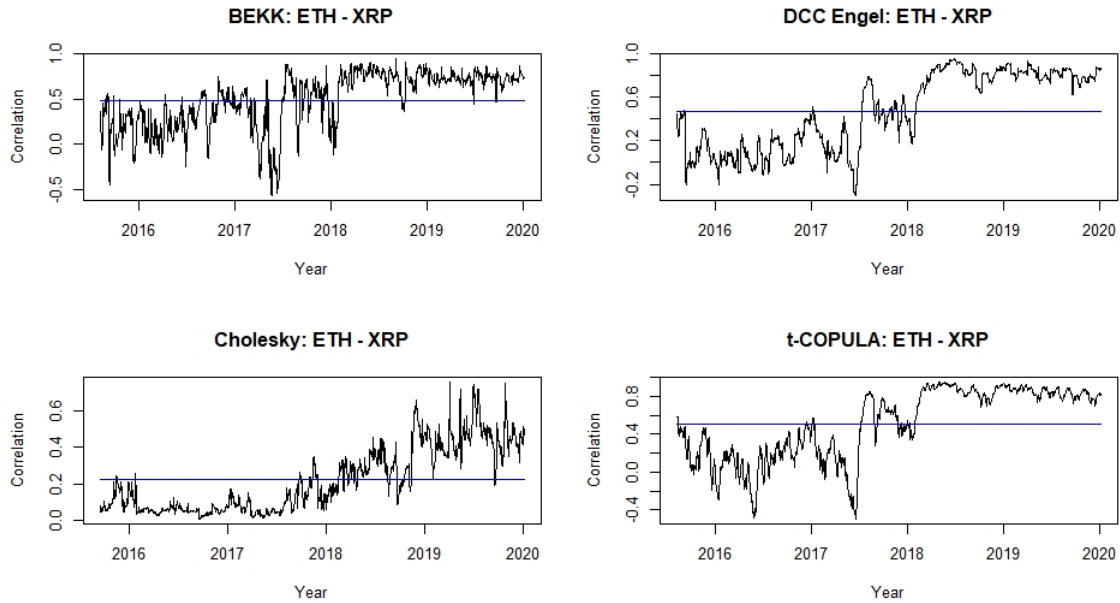 BEKK: ETH - XRP
Correlation
-0.5 0.0 0.5 1.0
2016 2017 2018 2019 2020
Year
DCC Engel: ETH - XRP
Correlation
-0.2 0.2 0.6 1.0
2016 2017 2018 2019 2020
Year
Cholesky: ETH - XRP
Correlation
0.0 0.2 0.4 0.6
2016 2017 2018 2019 2020
Year
t-COPULA: ETH - XRP
Correlation
-0.4 0.0 0.4 0.8
2016 2017 2018 2019 2020
Year